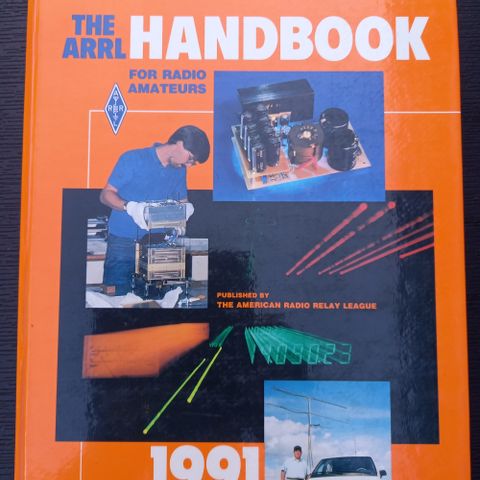 THE
ARRL HANDBOOK
FOR RADIO
AMATEURS
A
R R
L
PUBLISHED BY
THE AMERICAN RADIO RELAY LEAGUE
1991